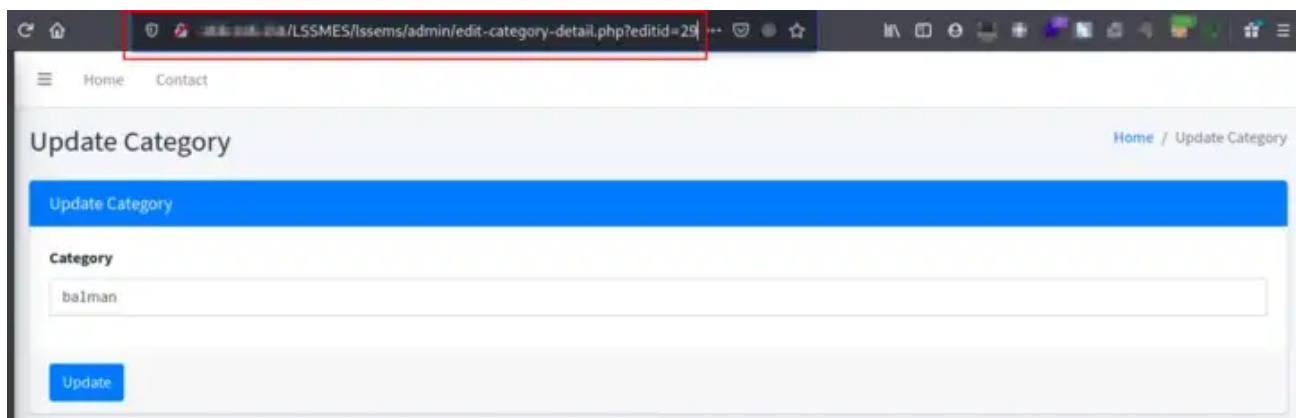 /LSSMES/lssems/admin/edit-category-detail.php?editid=29
Home Contact
Update Category
Home / Update Category
Update Category
Category
balman
Update